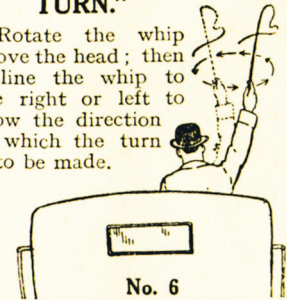 TURN."
Rotate the whip
ove the head; then
line the whip to
e right or left to
ow the direction
which the turn
to be made.
No. 6